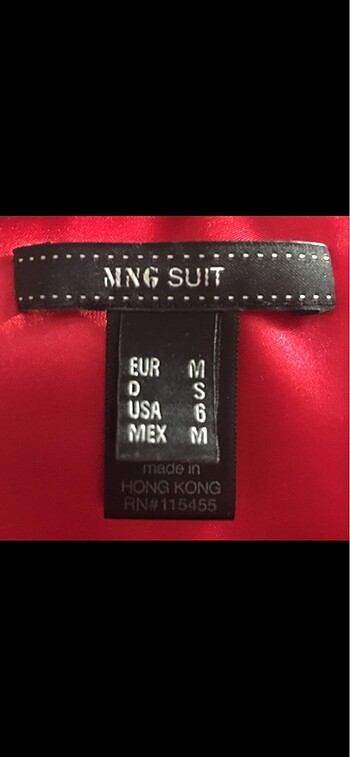 MNG SUIT
EUR M
D S
USA 6
MEX M
made in
HONG KONG
RN#115455